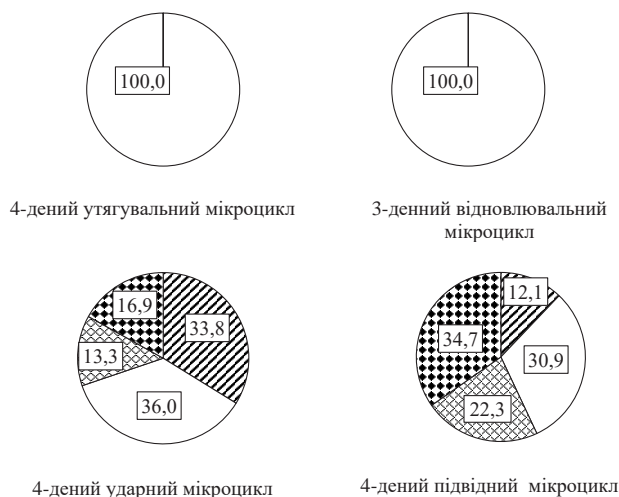 100,0
100,0
4-дений утягувальний мікроцикл
3-денний відновлювальний
мікроцикл
16,9
33,8
13,3
36,0
12,1
34,7
30,9
22,3
4-дений ударний мікроцикл
4-дений підвідний мікроцикл